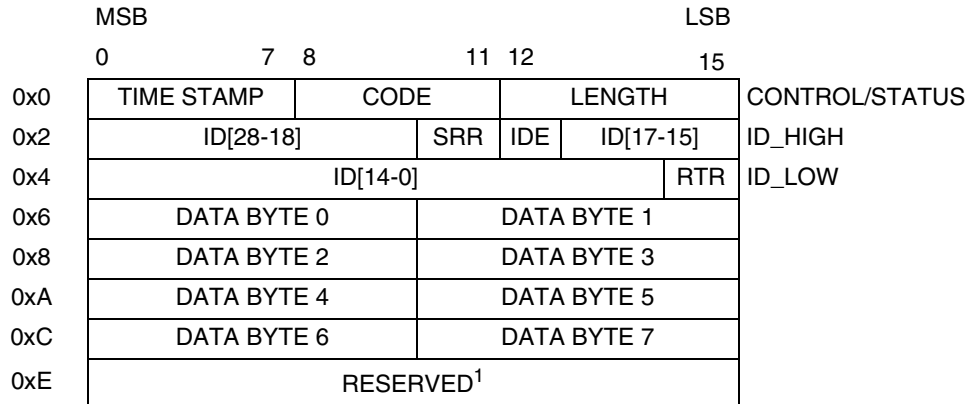 MSB LSB
0 7 8 11 12 15
0x0 TIME STAMP CODE LENGTH CONTROL/STATUS
0x2 ID[28-18] SRR IDE ID[17-15] ID_HIGH
0x4 ID[14-0] RTR ID_LOW
0x6 DATA BYTE 0 DATA BYTE 1
0x8 DATA BYTE 2 DATA BYTE 3
0xA DATA BYTE 4 DATA BYTE 5
0xC DATA BYTE 6 DATA BYTE 7
0xE RESERVED1